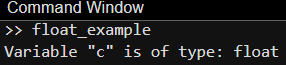 Command Window
>> float_example
Variable "c" is of type: float